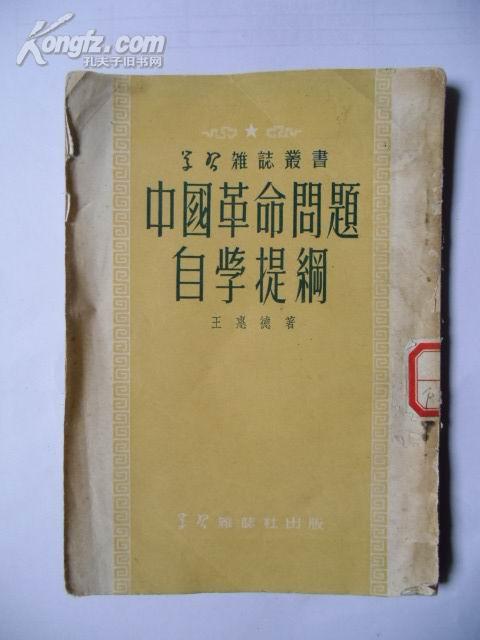 Kongfz.com
孔夫子旧书网
学习雜誌叢書
中國革命問題
自学提綱
王惠德著
学习雜誌社出版